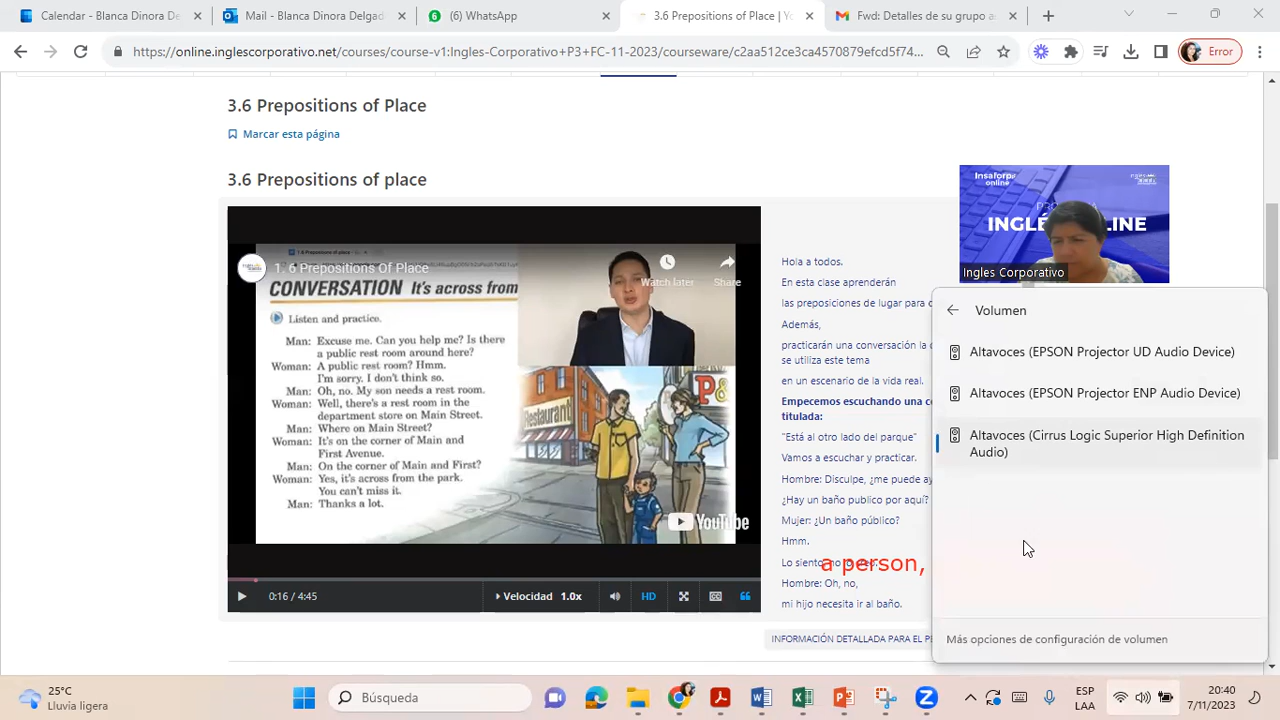 Calendar - Blanca Dinora De
Mail - Blanca Dinora Delgad
(6) WhatsApp
3.6 Prepositions of Place | Yo
Fwd: Detalles de su grupo a
https://online.inglescorporativo.net/courses/course-v1:Ingles-Corporativo+P3+FC-11-2023/courseware/c2aa512ce3ca4570879efcd5f74...
Error
3.6 Prepositions of Place
Marcar esta página
3.6 Prepositions of place
1. 6 Prepositions Of Place
Watch later
Share
CONVERSATION It's across from
Listen and practice.
Man: Excuse me. Can you help me? Is there
a public rest room around here?
Woman: A public rest room? Hmm.
I'm sorry. I don't think so.
Man: Oh, no. My son needs a rest room.
Woman: Well, there's a rest room in the
department store on Main Street.
Man: Where on Main Street?
Woman: It's on the corner of Main and
First Avenue.
Man: On the corner of Main and First?
Woman: Yes, it's across from the park.
You can't miss it.
Man: Thanks a lot.
Restaurant
YouTube
0:16 / 4:45
Velocidad 1.0x
HD
Hola a todos.
En esta clase aprenderán
las preposiciones de lugar para
Además,
practicarán una conversación
se utiliza este tema
en un escenario de la vida real.
Empecemos escuchando una
titulada:
"Está al otro lado del parque"
Vamos a escuchar y practicar.
Hombre: Disculpe, ¿me puede
¿Hay un baño publico por aquí?
Mujer: ¿Un baño público?
Hmm.
Lo siento, no
a person,
Hombre: Oh, no,
mi hijo necesita ir al baño.
INFORMACIÓN DETALLADA PARA EL
Insaforp
online
INGLÉ ONLINE
Ingles Corporativo
Volumen
Altavoces (EPSON Projector UD Audio Device)
Altavoces (EPSON Projector ENP Audio Device)
Altavoces (Cirrus Logic Superior High Definition
Audio)
Más opciones de configuración de volumen
25°C
Lluvia ligera
Búsqueda
ESP
LAA
20:40
7/11/2023